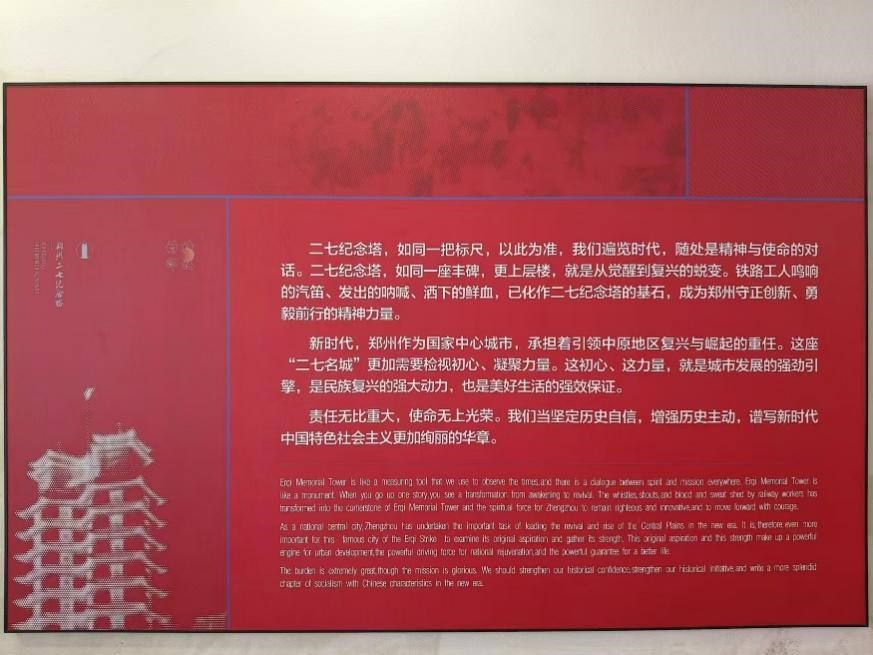 郑州二七纪念塔
二七纪念塔，如同一把标尺，以此为准，我们遍览时代，随处是精神与使命的对
话。二七纪念塔，如同一座丰碑，更上层楼，就是从觉醒到复兴的蜕变。铁路工人鸣响
的汽笛、发出的呐喊、洒下的鲜血，已化作二七纪念塔的基石，成为郑州守正创新、勇
毅前行的精神力量。
新时代，郑州作为国家中心城市，承担着引领中原地区复兴与崛起的重任。这座
“二七名城”更加需要检视初心、凝聚力量。这初心、这力量，就是城市发展的强劲引
擎，是民族复兴的强大动力，也是美好生活的强效保证。
责任无比重大，使命无上光荣。我们当坚定历史自信，增强历史主动，谱写新时代
中国特色社会主义更加绚丽的华章。
Erqi Memorial Tower is like a measuring tool that we use to observe the times,and there is a dialogue between spirit and mission everywhere. Erqi Memorial Tower is
like a monument. When you go up one story,you see a transformation from awakening to revival. The whistles,shouts,and blood and sweat shed by railway workers has
transformed into the cornerstone of Erqi Memorial Tower and the spiritual force for Zhengzhou to remain righteous and innovative,and to move forward with courage.
As a national central city,Zhengzhou has undertaken the important task of leading the revival and rise of the Central Plains in the new era. It is,therefore,even more
important for this famous city of the Erqi Strike to examine its original aspiration and gather its strength. This original aspiration and this strength make up a powerful
engine for urban development,the powerful driving force for national rejuvenation,and the powerful guarantee for a better life.
The burden is extremely great,though the mission is glorious. We should strengthen our historical confidence,strengthen our historical initiative,and write a more splendid
chapter of socialism with Chinese characteristics in the new era.